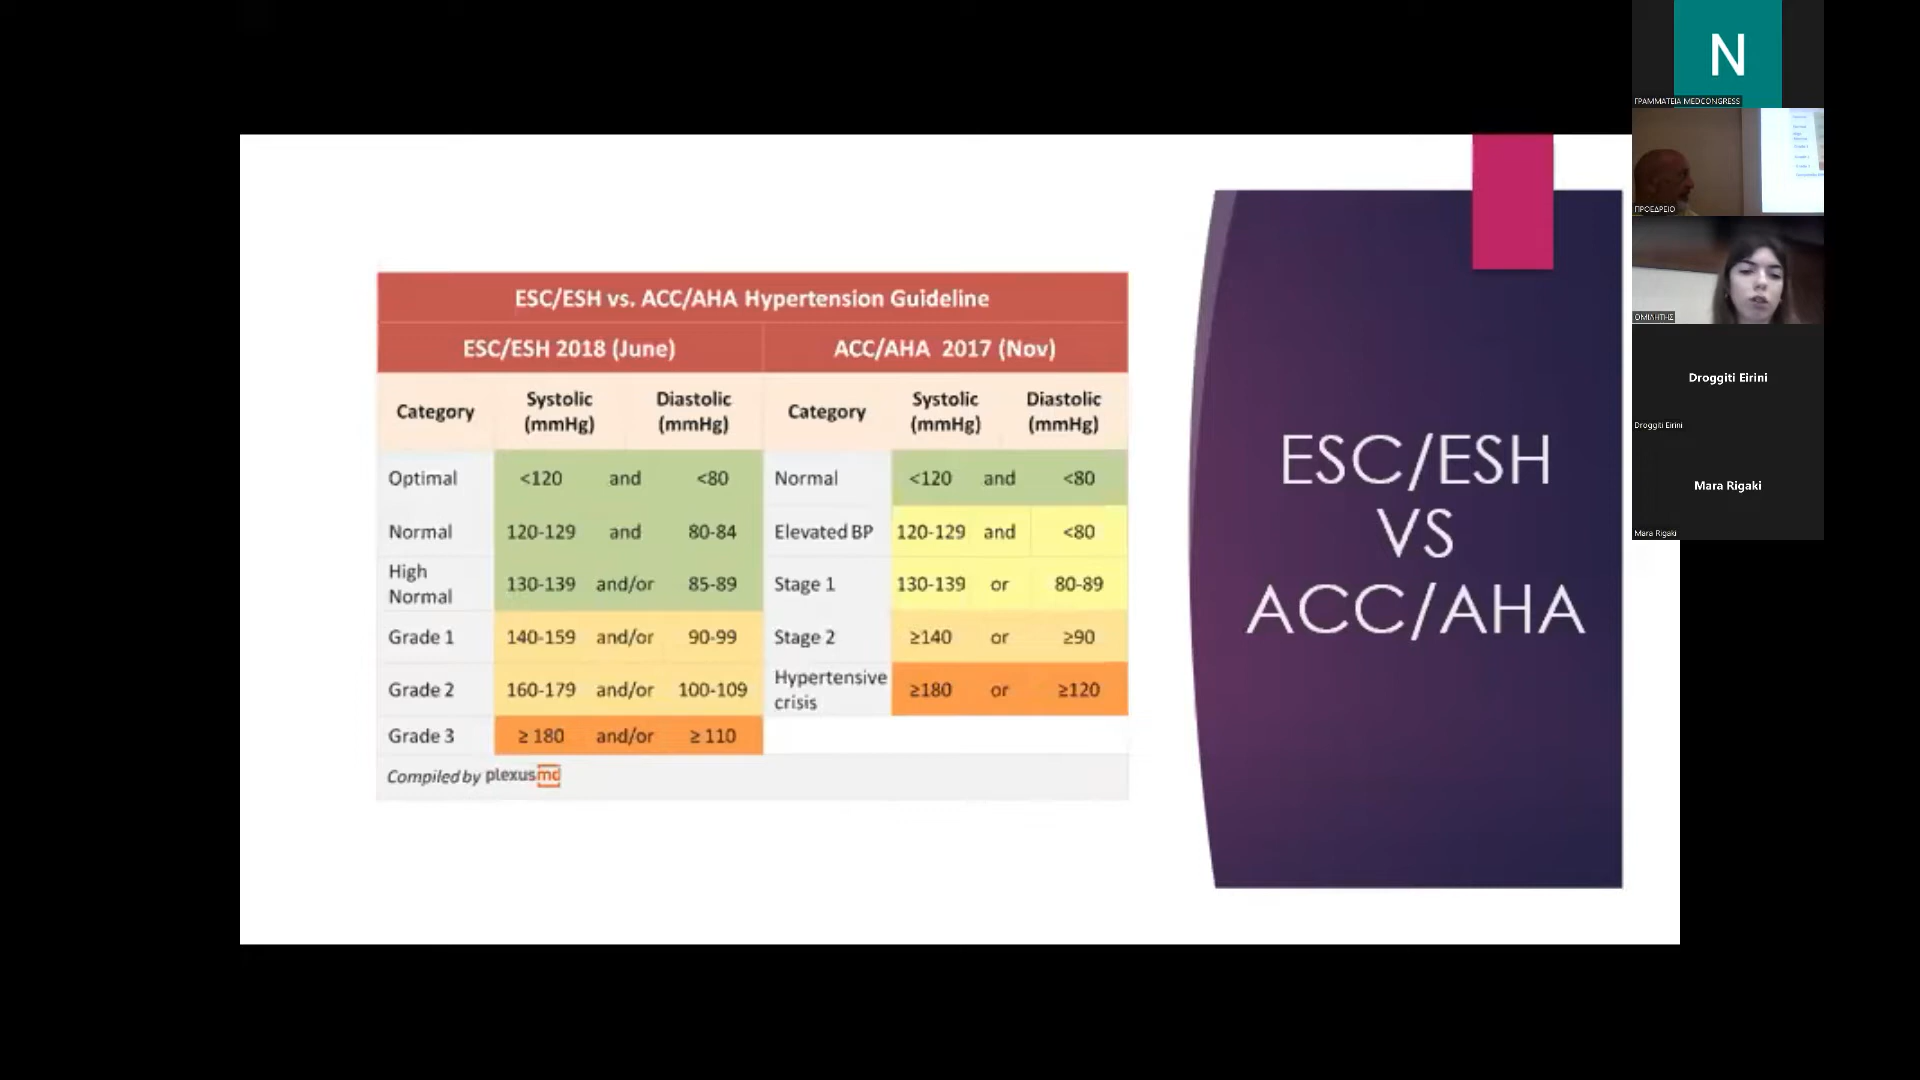 ESC/ESH vs. ACC/AHA Hypertension Guideline
ESC/ESH 2018 (June) ACC/AHA 2017 (Nov)
Category Systolic (mmHg) Diastolic (mmHg) Category Systolic (mmHg) Diastolic (mmHg)
Optimal <120 and <80 Normal <120 and <80
Normal 120-129 and 80-84 Elevated BP 120-129 and <80
High Normal 130-139 and/or 85-89 Stage 1 130-139 or 80-89
Grade 1 140-159 and/or 90-99 Stage 2 ≥140 or ≥90
Grade 2 160-179 and/or 100-109 Hypertensive crisis ≥180 or ≥120
Grade 3 ≥ 180 and/or ≥ 110
Compiled by plexusmd
ESC/ESH
VS
ACC/AHA
N
ΓΡΑΜΜΑΤΕΙΑ MEDCONGRESS
ΠΡΟΕΔΡΕΙΟ
ΟΜΙΛΗΤΗΣ
Droggiti Eirini
Droggiti Eirini
Mara Rigaki
Mara Rigaki